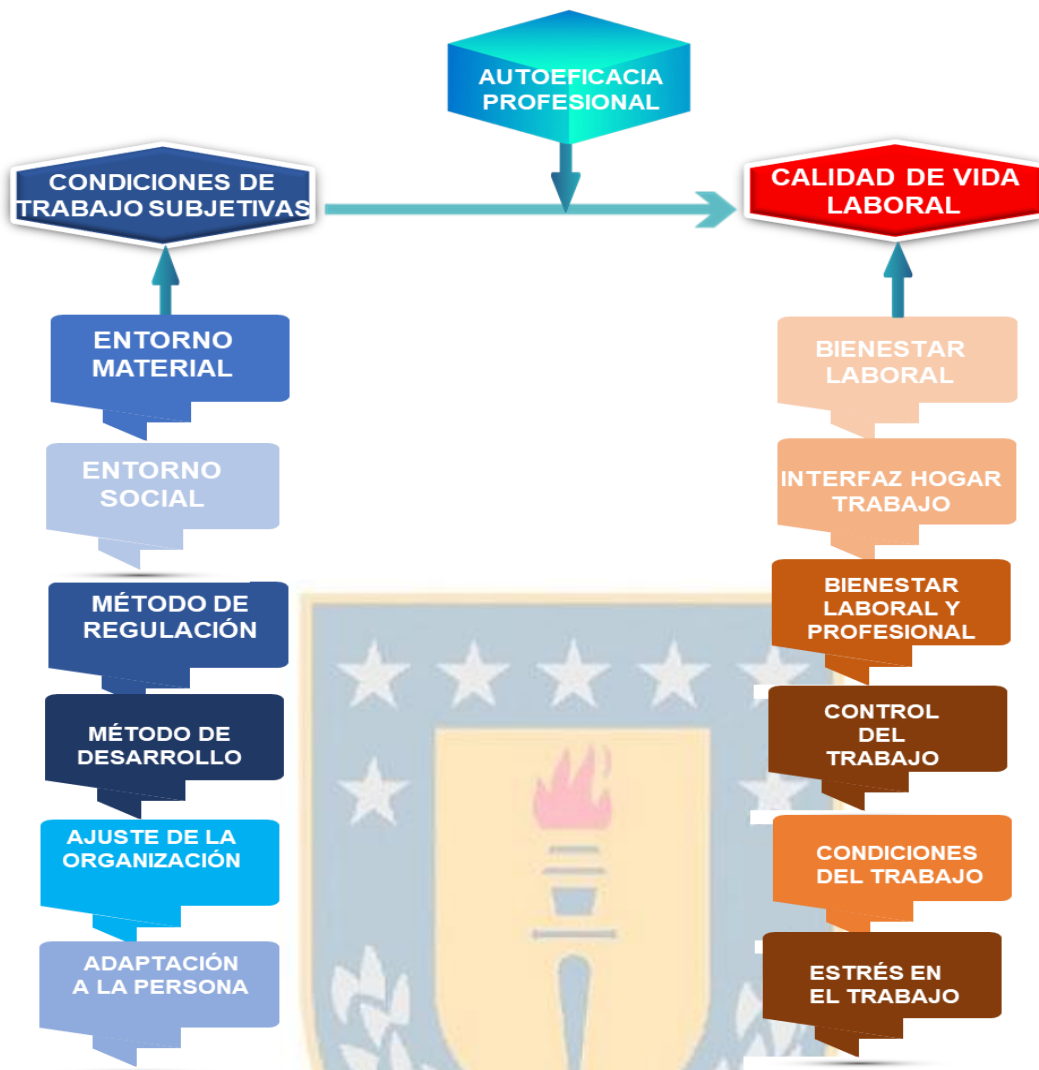 AUTOEFICACIA
PROFESIONAL
CONDICIONES DE
TRABAJO SUBJETIVAS
CALIDAD DE VIDA
LABORAL
ENTORNO
MATERIAL
ENTORNO
SOCIAL
MÉTODO DE
REGULACIÓN
MÉTODO DE
DESARROLLO
AJUSTE DE LA
ORGANIZACIÓN
ADAPTACIÓN
A LA PERSONA
BIENESTAR
LABORAL
INTERFAZ HOGAR
TRABAJO
BIENESTAR
LABORAL Y
PROFESIONAL
CONTROL
DEL
TRABAJO
CONDICIONES
DEL TRABAJO
ESTRÉS EN
EL TRABAJO